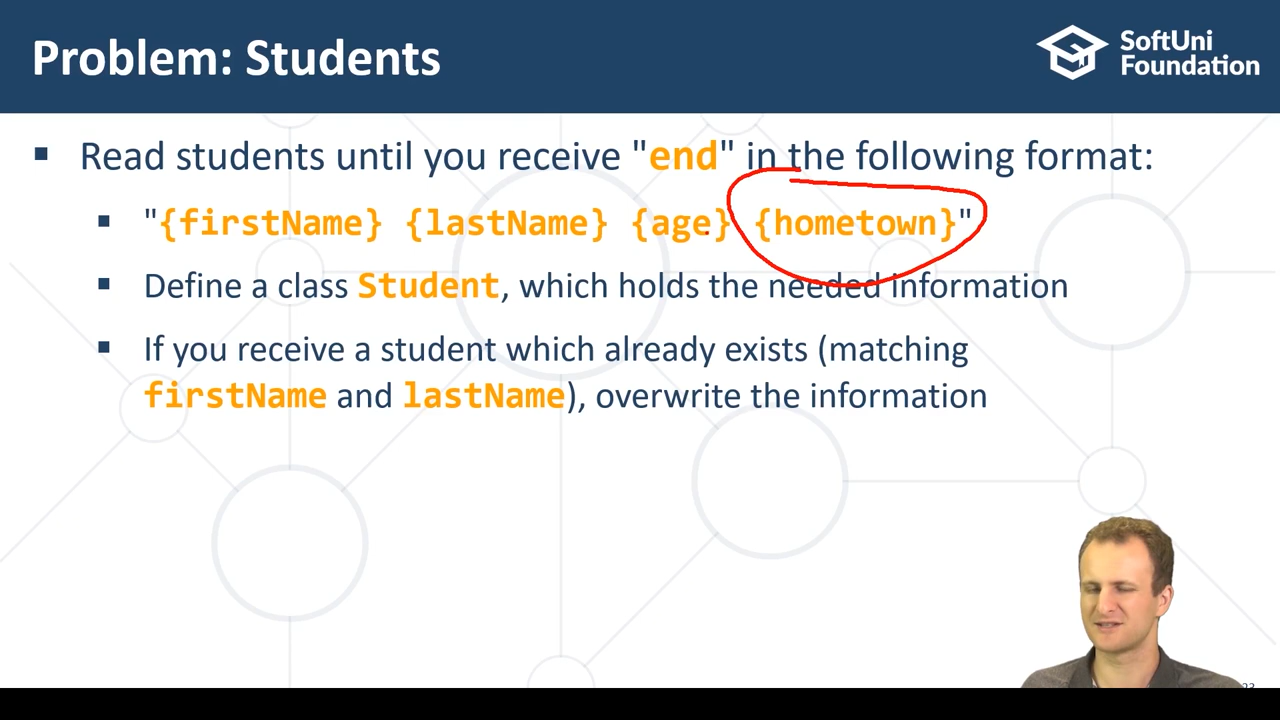 Problem: Students
SoftUni
Foundation
▪ Read students until you receive "end" in the following format:
▪ "{firstName} {lastName} {age} {hometown}"
▪ Define a class Student, which holds the needed information
▪ If you receive a student which already exists (matching
firstName and lastName), overwrite the information
23